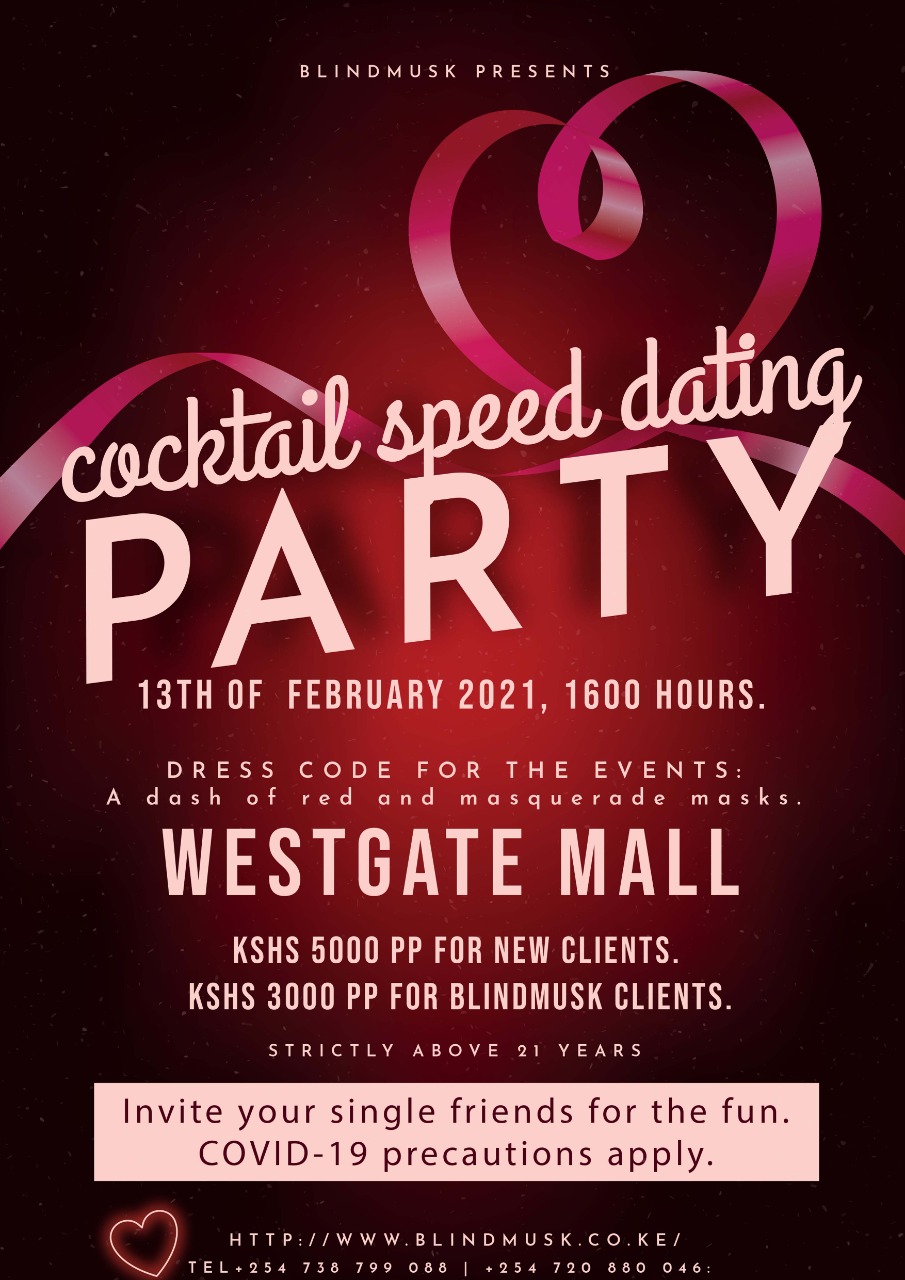 BLINDMUSK PRESENTS
cocktail speed dating
PARTY
13TH OF FEBRUARY 2021, 1600 HOURS.
DRESS CODE FOR THE EVENTS:
A dash of red and masquerade masks.
WESTGATE MALL
KSHS 5000 PP FOR NEW CLIENTS.
KSHS 3000 PP FOR BLINDMUSK CLIENTS.
STRICTLY ABOVE 21 YEARS
Invite your single friends for the fun.
COVID-19 precautions apply.
HTTP://WWW.BLINDMUSK.CO.KE/
TEL+254 738 799 088 | +254 720 880 046: